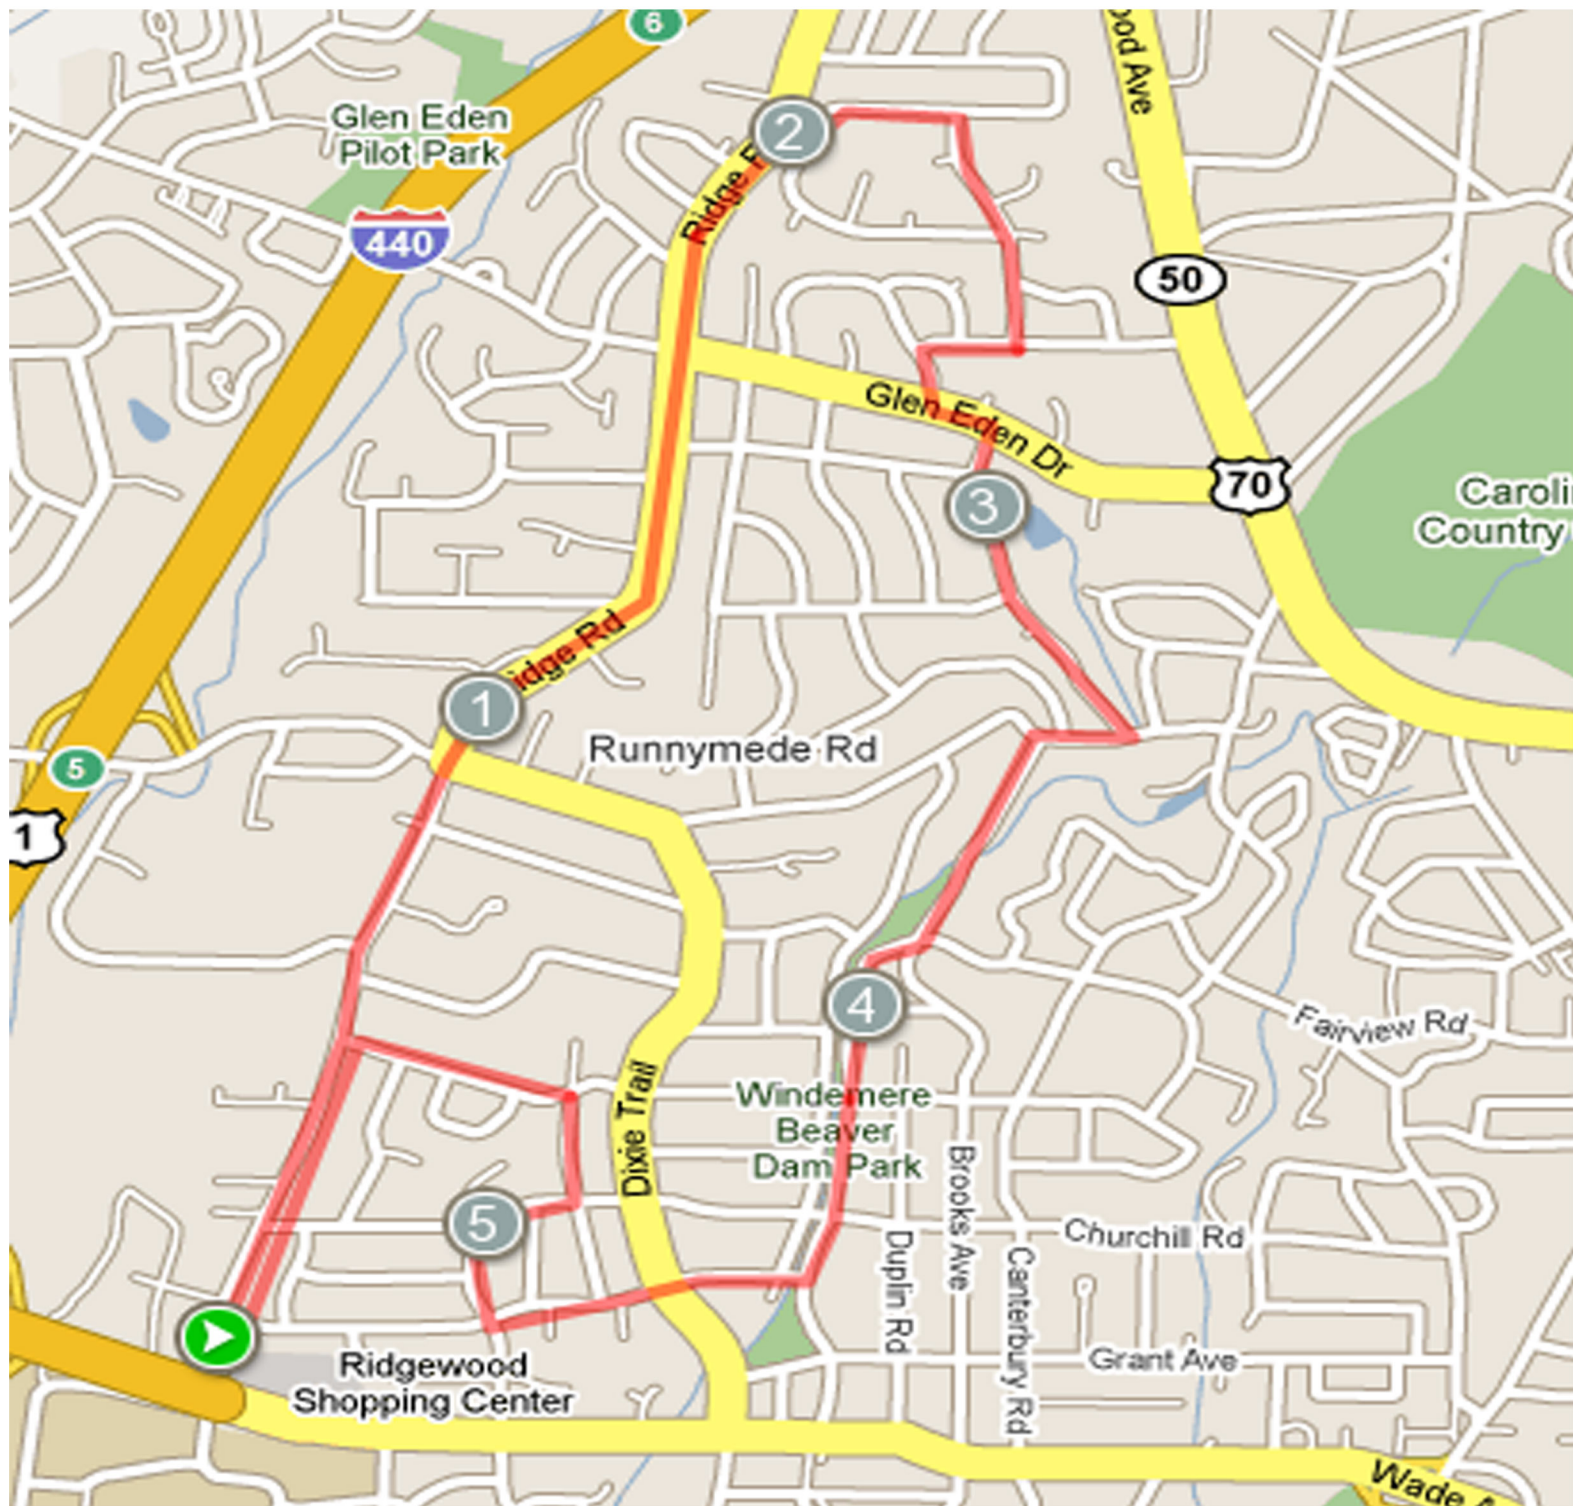 6
ood Ave
Glen Eden
Pilot Park
2
Ridge R
440
50
Glen Eden Dr
70
Caroli
Country
3
idge Rd
1
Runnymede Rd
5
1
4
Fairview Rd
Dixie Trail
Windemere
Beaver
Dam Park
Brooks Ave
5
Churchill Rd
Duplin Rd
Canterbury Rd
Ridgewood
Shopping Center
Grant Ave
Wade A